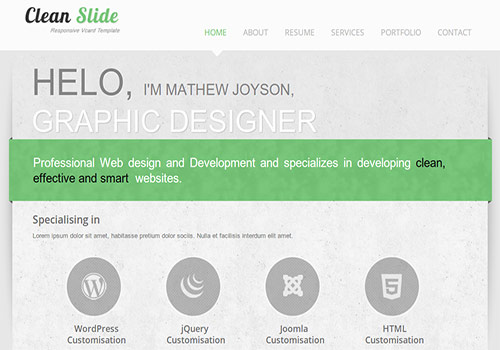 Clean Slide
Responsive Vcard Template
HOME ABOUT RESUME SERVICES PORTFOLIO CONTACT
HELO, I'M MATHEW JOYSON,
GRAPHIC DESIGNER
Professional Web design and Development and specializes in developing clean,
effective and smart websites.
Specialising in
Lorem ipsum dolor sit amet, habitasse pretium dolor sociis. Nulla et facilisis interdum elit amet.
WordPress Customisation
jQuery Customisation
Joomla Customisation
HTML Customisation